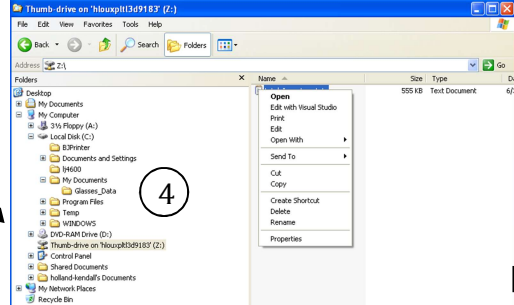 Thumb-drive on 'hlouxpltl3d9183' (Z:)
File Edit View Favorites Tools Help
Back Search Folders
Address Z:\ Go
Folders x Name Size Type
Desktop
My Documents
My Computer
3½ Floppy (A:)
Local Disk (C:)
BJPrinter
Documents and Settings
lj4600
My Documents
Glasses_Data
Program Files
Temp
WINDOWS
DVD-RAM Drive (D:)
Thumb-drive on 'hlouxpltl3d9183' (Z:)
Control Panel
Shared Documents
holland-kendall's Documents
My Network Places
Recycle Bin
4
555 KB Text Document 6/
Open
Edit with Visual Studio
Print
Edit
Open With
Send To
Cut
Copy
Create Shortcut
Delete
Rename
Properties